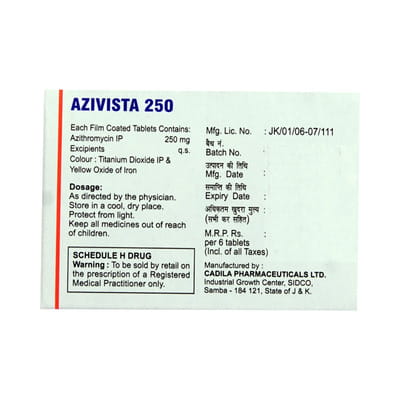 AZIVISTA 250
Each Film Coated Tablets Contains:
Azithromycin IP 250 mg
Excipients q.s.
Colour : Titanium Dioxide IP &
Yellow Oxide of Iron
Dosage:
As directed by the physician.
Store in a cool, dry place.
Protect from light.
Keep all medicines out of reach
of children.
SCHEDULE H DRUG
Warning : To be sold by retail on
the prescription of a Registered
Medical Practitioner only.
Mfg. Lic. No. : JK/01/06-07/111
बैच नं.
Batch No. :
उत्पादन की तिथि
Mfg. Date :
समाप्ति की तिथि
Expiry Date :
अधिकतम खुदरा मूल्य :
(सभी कर सहित)
M.R.P. Rs. :
per 6 tablets
(Incl. of all Taxes)
Manufactured by :
CADILA PHARMACEUTICALS LTD.
Industrial Growth Center, SIDCO,
Samba - 184 121, State of J & K.